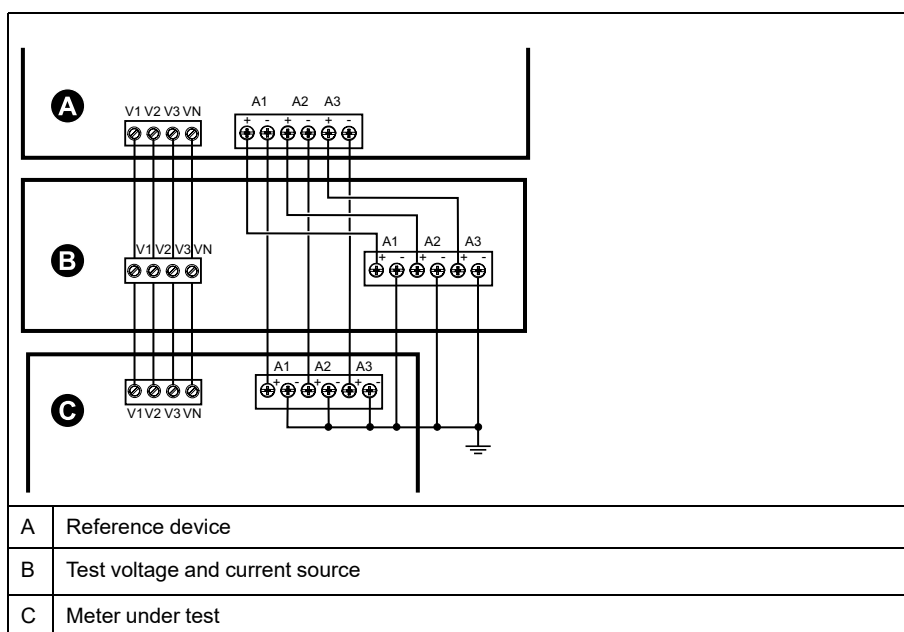 A
V1 V2 V3 VN
A1 A2 A3
+ - + - + -
B
V1 V2 V3 VN
A1 A2 A3
+ - + - + -
C
A1 A2 A3
+ - + - + -
V1 V2 V3 VN
A Reference device
B Test voltage and current source
C Meter under test